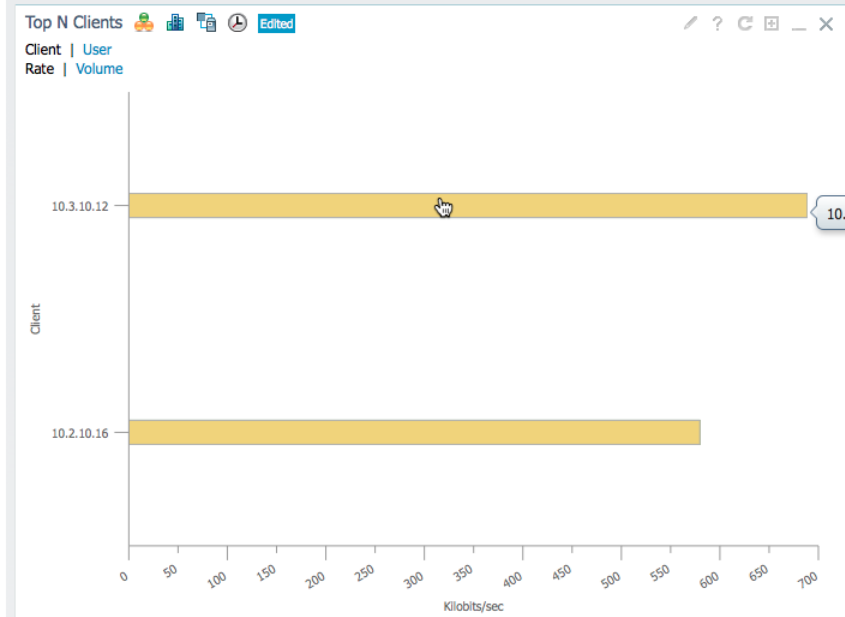 Top N Clients Edited ?
Client | User
Rate | Volume
10.3.10.12
10.
Client
10.2.10.16
0 50 100 150 200 250 300 350 400 450 500 550 600 650 700
Kilobits/sec